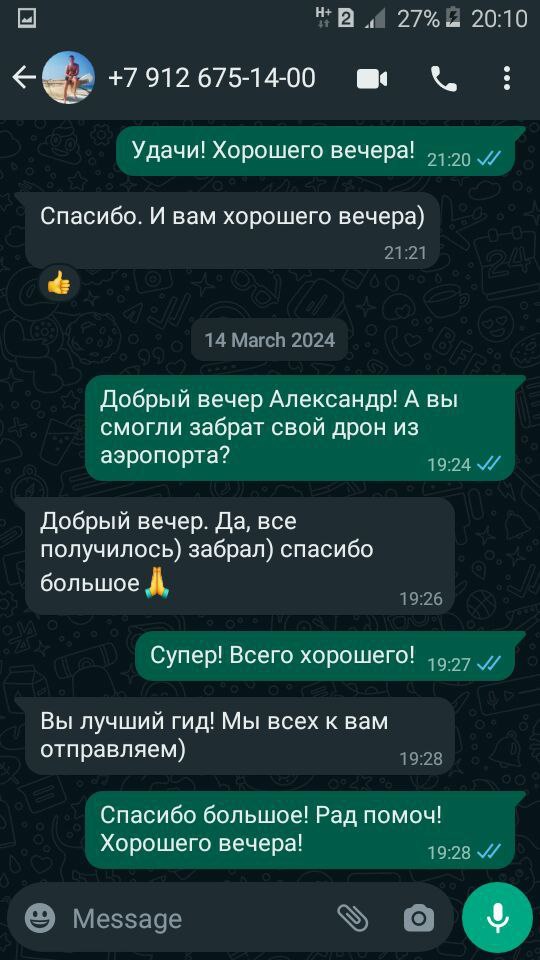 H+ 2 27% 20:10
+7 912 675-14-00
Удачи! Хорошего вечера! 21:20
Спасибо. И вам хорошего вечера)
21:21
14 March 2024
Добрый вечер Александр! А вы
смогли забрат свой дрон из
аэропорта? 19:24
Добрый вечер. Да, все
получилось) забрал) спасибо
большое🙏 19:26
Супер! Всего хорошего! 19:27
Вы лучший гид! Мы всех к вам
отправляем) 19:28
Спасибо большое! Рад помоч!
Хорошего вечера! 19:28
Message